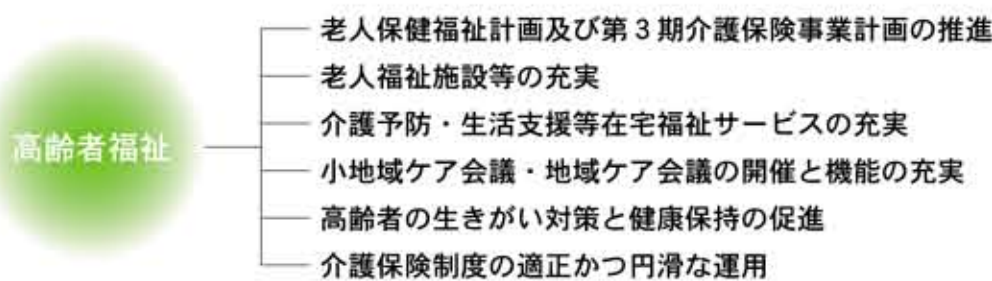 高齢者福祉
老人保健福祉計画及び第3期介護保険事業計画の推進
老人福祉施設等の充実
介護予防・生活支援等在宅福祉サービスの充実
小地域ケア会議・地域ケア会議の開催と機能の充実
高齢者の生きがい対策と健康保持の促進
介護保険制度の適正かつ円滑な運用